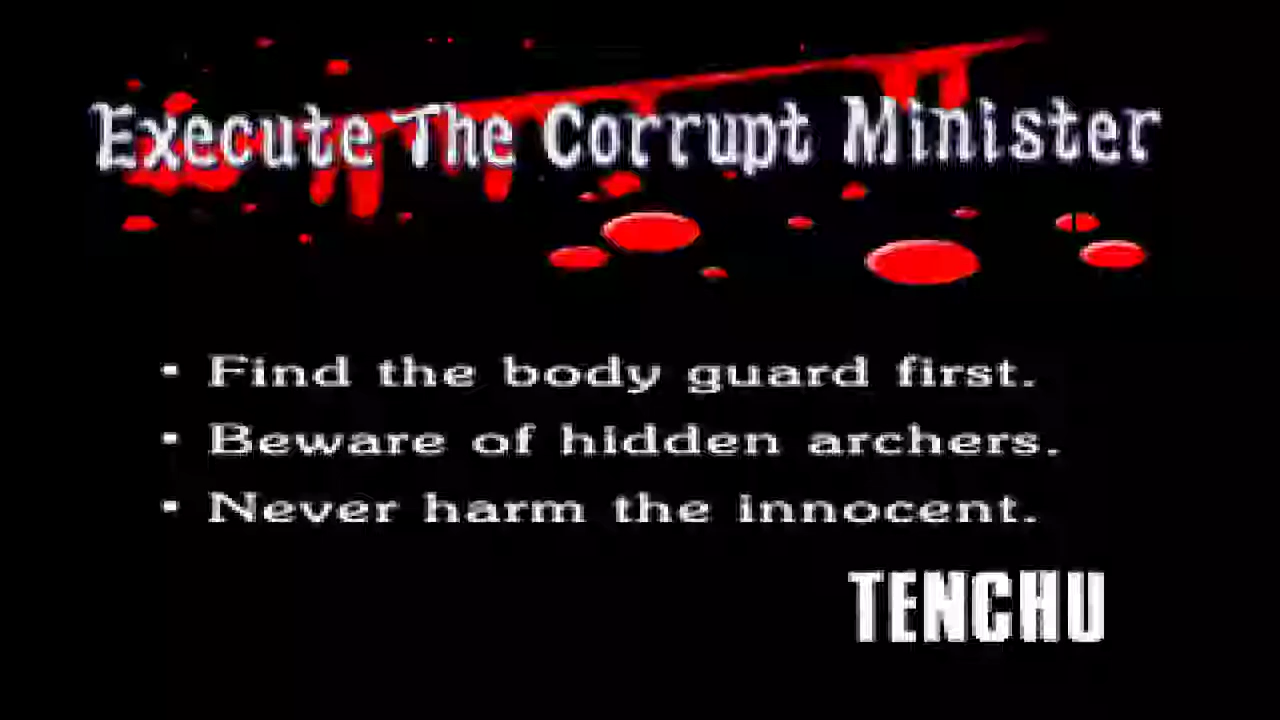 Execute The Corrupt Minister
▪ Find the body guard first.
▪ Beware of hidden archers.
▪ Never harm the innocent.
TENCHU